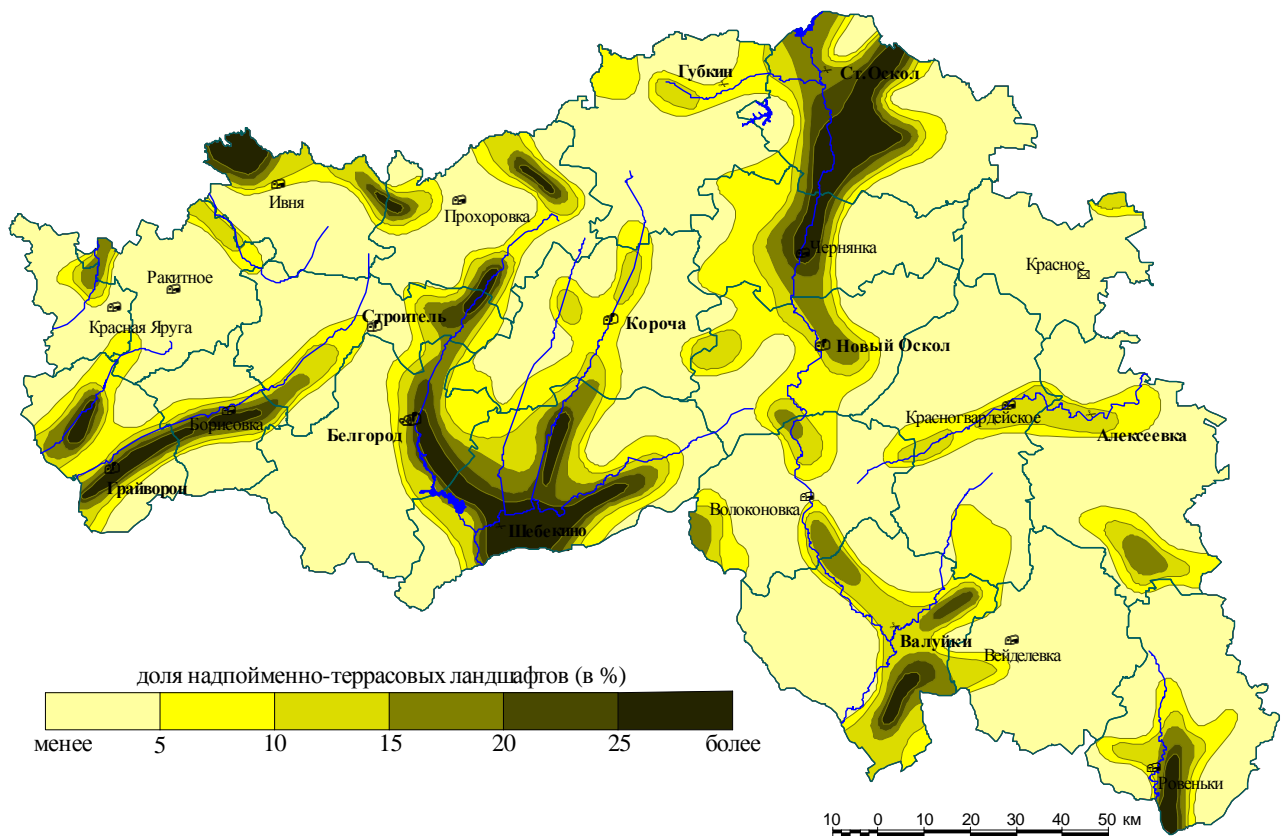 Губкин
Ст.Оскол
Ивня
Прохоровка
Чернянка
Красное
Ракитное
Красная Яруга
Строитель
Короча
Новый Оскол
Борисовка
Белгород
Красногвардейское
Алексеевка
Грайворон
Волоконовка
Шебекино
Валуйки
Вейделевка
Ровеньки
доля надпойменно-террасовых ландшафтов (в %)
менее 5 10 15 20 25 более
10 0 10 20 30 40 50 км